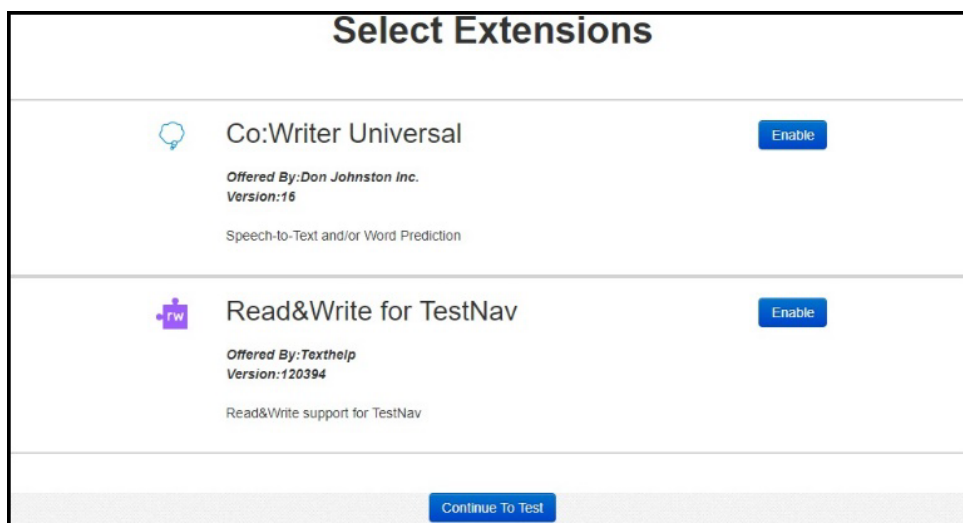 Select Extensions
Co:Writer Universal
Enable
Offered By:Don Johnston Inc.
Version:16
Speech-to-Text and/or Word Prediction
rw
Read&Write for TestNav
Enable
Offered By:Texthelp
Version:120394
Read&Write support for TestNav
Continue To Test